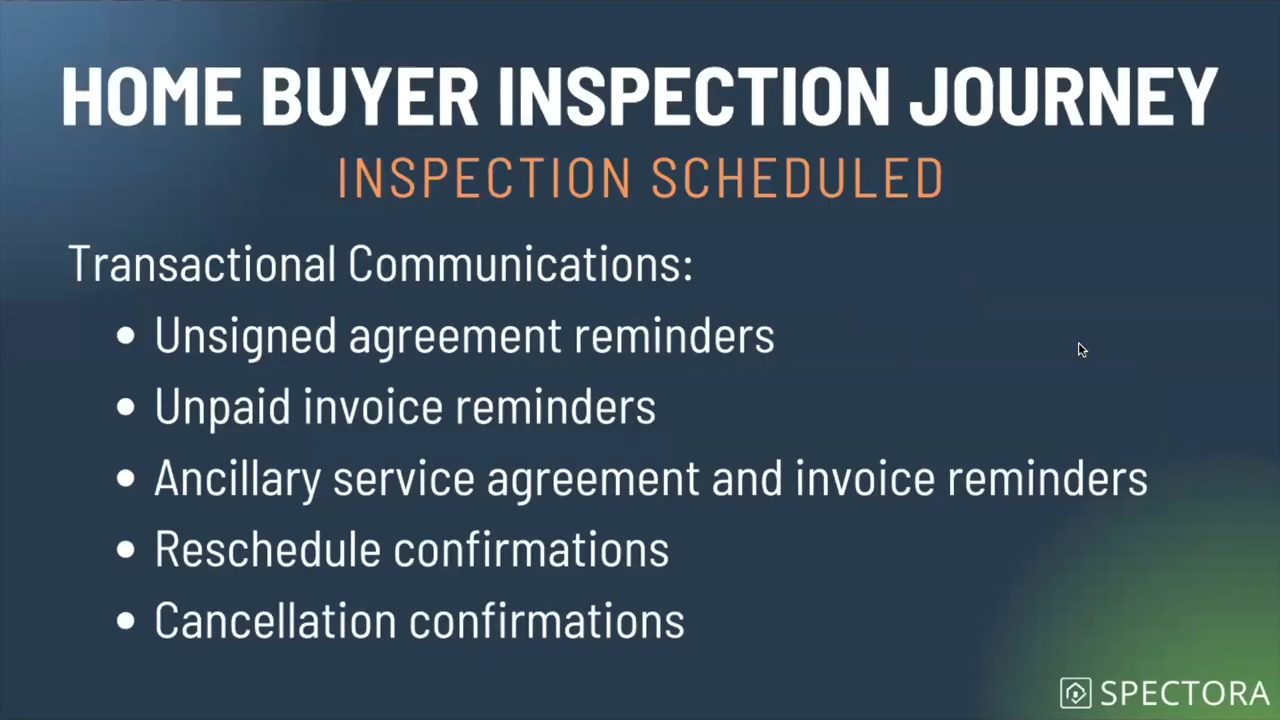 HOME BUYER INSPECTION JOURNEY
INSPECTION SCHEDULED
Transactional Communications:
• Unsigned agreement reminders
• Unpaid invoice reminders
• Ancillary service agreement and invoice reminders
• Reschedule confirmations
• Cancellation confirmations
SPECTORA